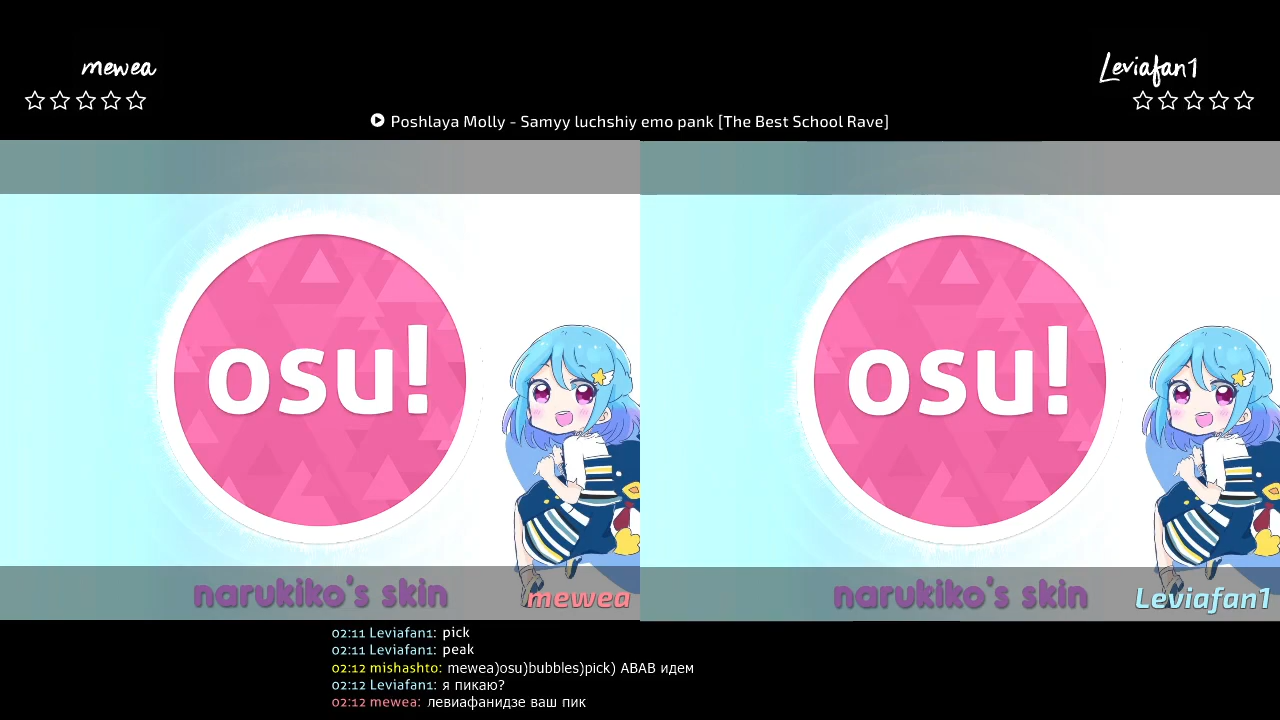 mewea
Leviafan1
Poshlaya Molly - Samyy luchshiy emo pank [The Best School Rave]
osu!
osu!
narukiko's skin
mewea
narukiko's skin
Leviafan1
02:11 Leviafan1: pick
02:11 Leviafan1: peak
02:12 mishashto: mewea)osu)bubbles)pick) АВАВ идем
02:12 Leviafan1: я пикаю?
02:12 mewea: левиафанидзе ваш пик